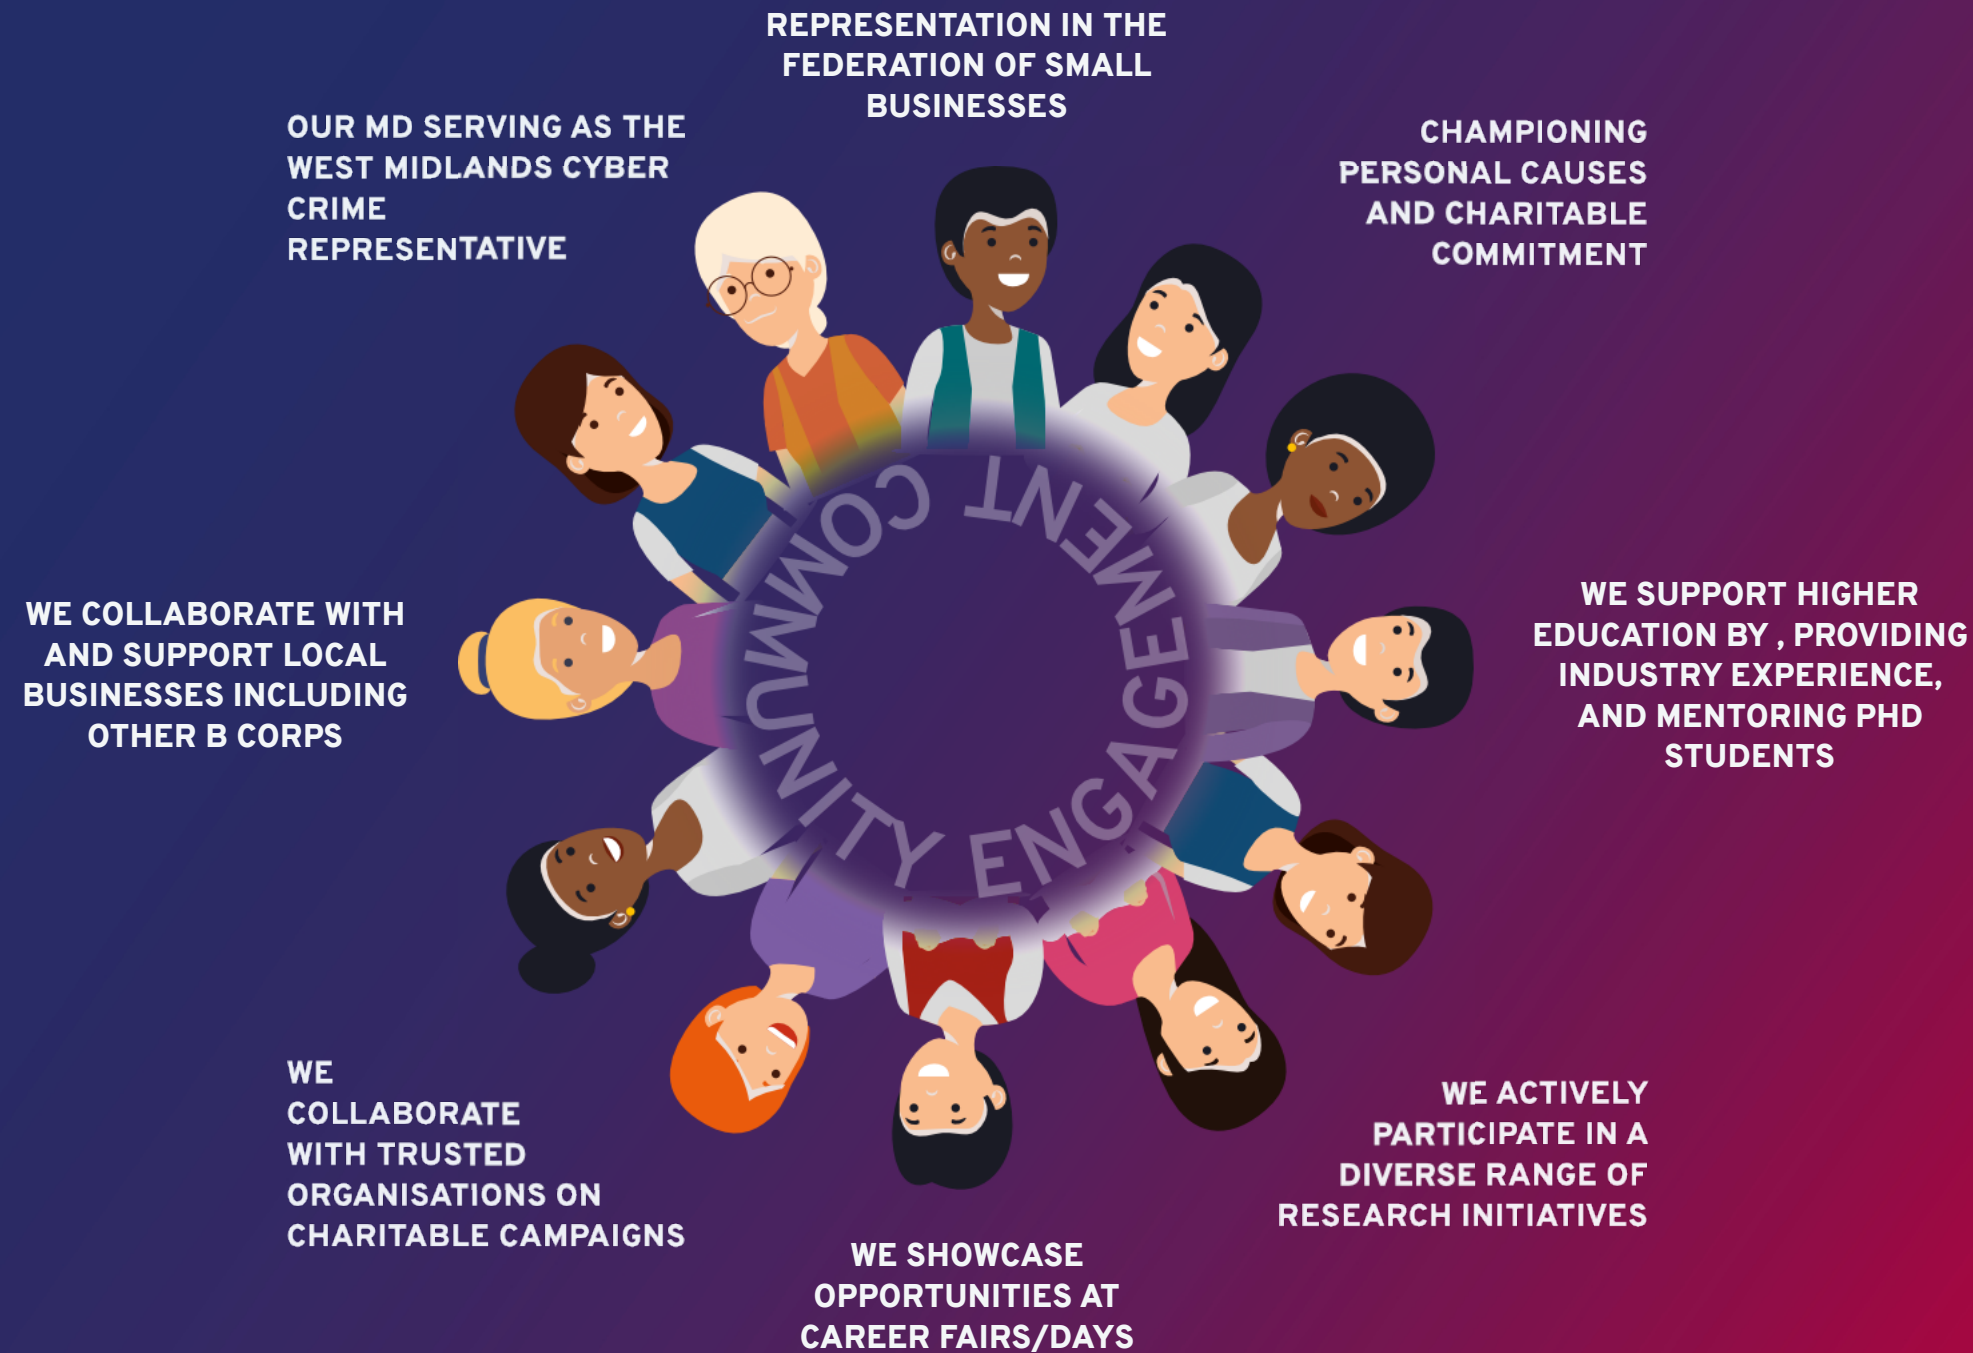 REPRESENTATION IN THE
FEDERATION OF SMALL
BUSINESSES
OUR MD SERVING AS THE
WEST MIDLANDS CYBER
CRIME
REPRESENTATIVE
CHAMPIONING
PERSONAL CAUSES
AND CHARITABLE
COMMITMENT
WE COLLABORATE WITH
AND SUPPORT LOCAL
BUSINESSES INCLUDING
OTHER B CORPS
COMMUNITY ENGAGEMENT
WE SUPPORT HIGHER
EDUCATION BY , PROVIDING
INDUSTRY EXPERIENCE,
AND MENTORING PHD
STUDENTS
WE
COLLABORATE
WITH TRUSTED
ORGANISATIONS ON
CHARITABLE CAMPAIGNS
WE ACTIVELY
PARTICIPATE IN A
DIVERSE RANGE OF
RESEARCH INITIATIVES
WE SHOWCASE
OPPORTUNITIES AT
CAREER FAIRS/DAYS